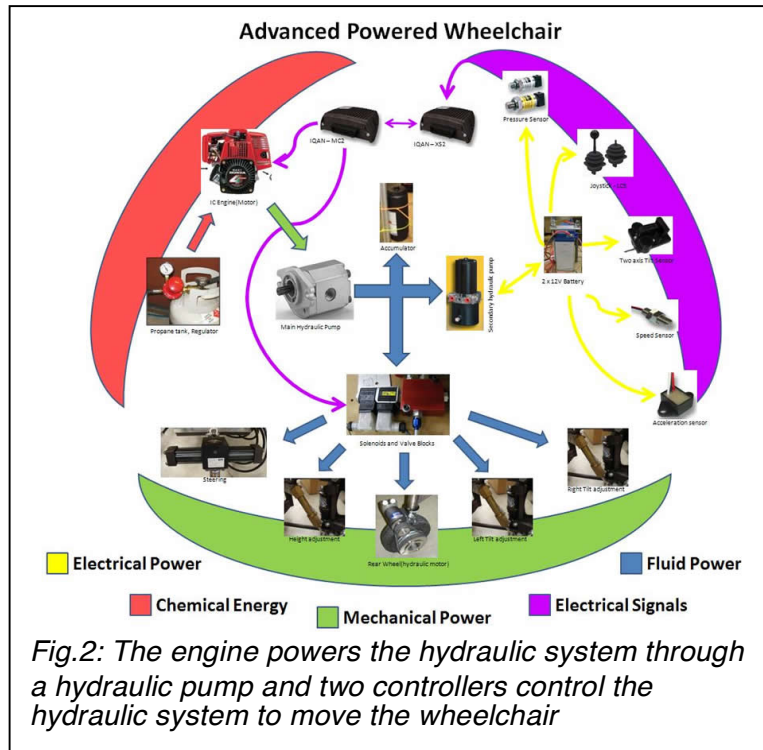 Advanced Powered Wheelchair
Pressure Sensor
IQAN – MC2
IQAN – XS2
Joystick - LC5
IC Engine(Motor)
Accumulator
Two axis Tilt Sensor
2 x 12V Battery
Secondary hydraulic pump
Propane tank, Regulator
Main Hydraulic Pump
Speed Sensor
Acceleration sensor
Solenoids and Valve Blocks
Steering
Right Tilt adjustment
Height adjustment
Left Tilt adjustment
Rear Wheel(hydraulic motor)
Electrical Power
Fluid Power
Chemical Energy
Mechanical Power
Electrical Signals
Fig.2: The engine powers the hydraulic system through
a hydraulic pump and two controllers control the
hydraulic system to move the wheelchair